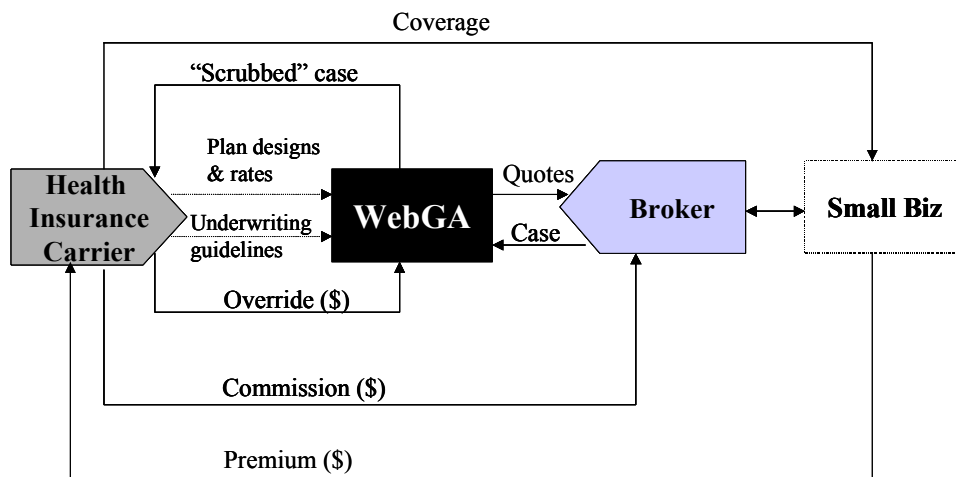 Coverage
“Scrubbed” case
Plan designs
& rates
Health
Insurance
Carrier
Underwriting
guidelines
WebGA
Quotes
Case
Broker
Small Biz
Override ($)
Commission ($)
Premium ($)